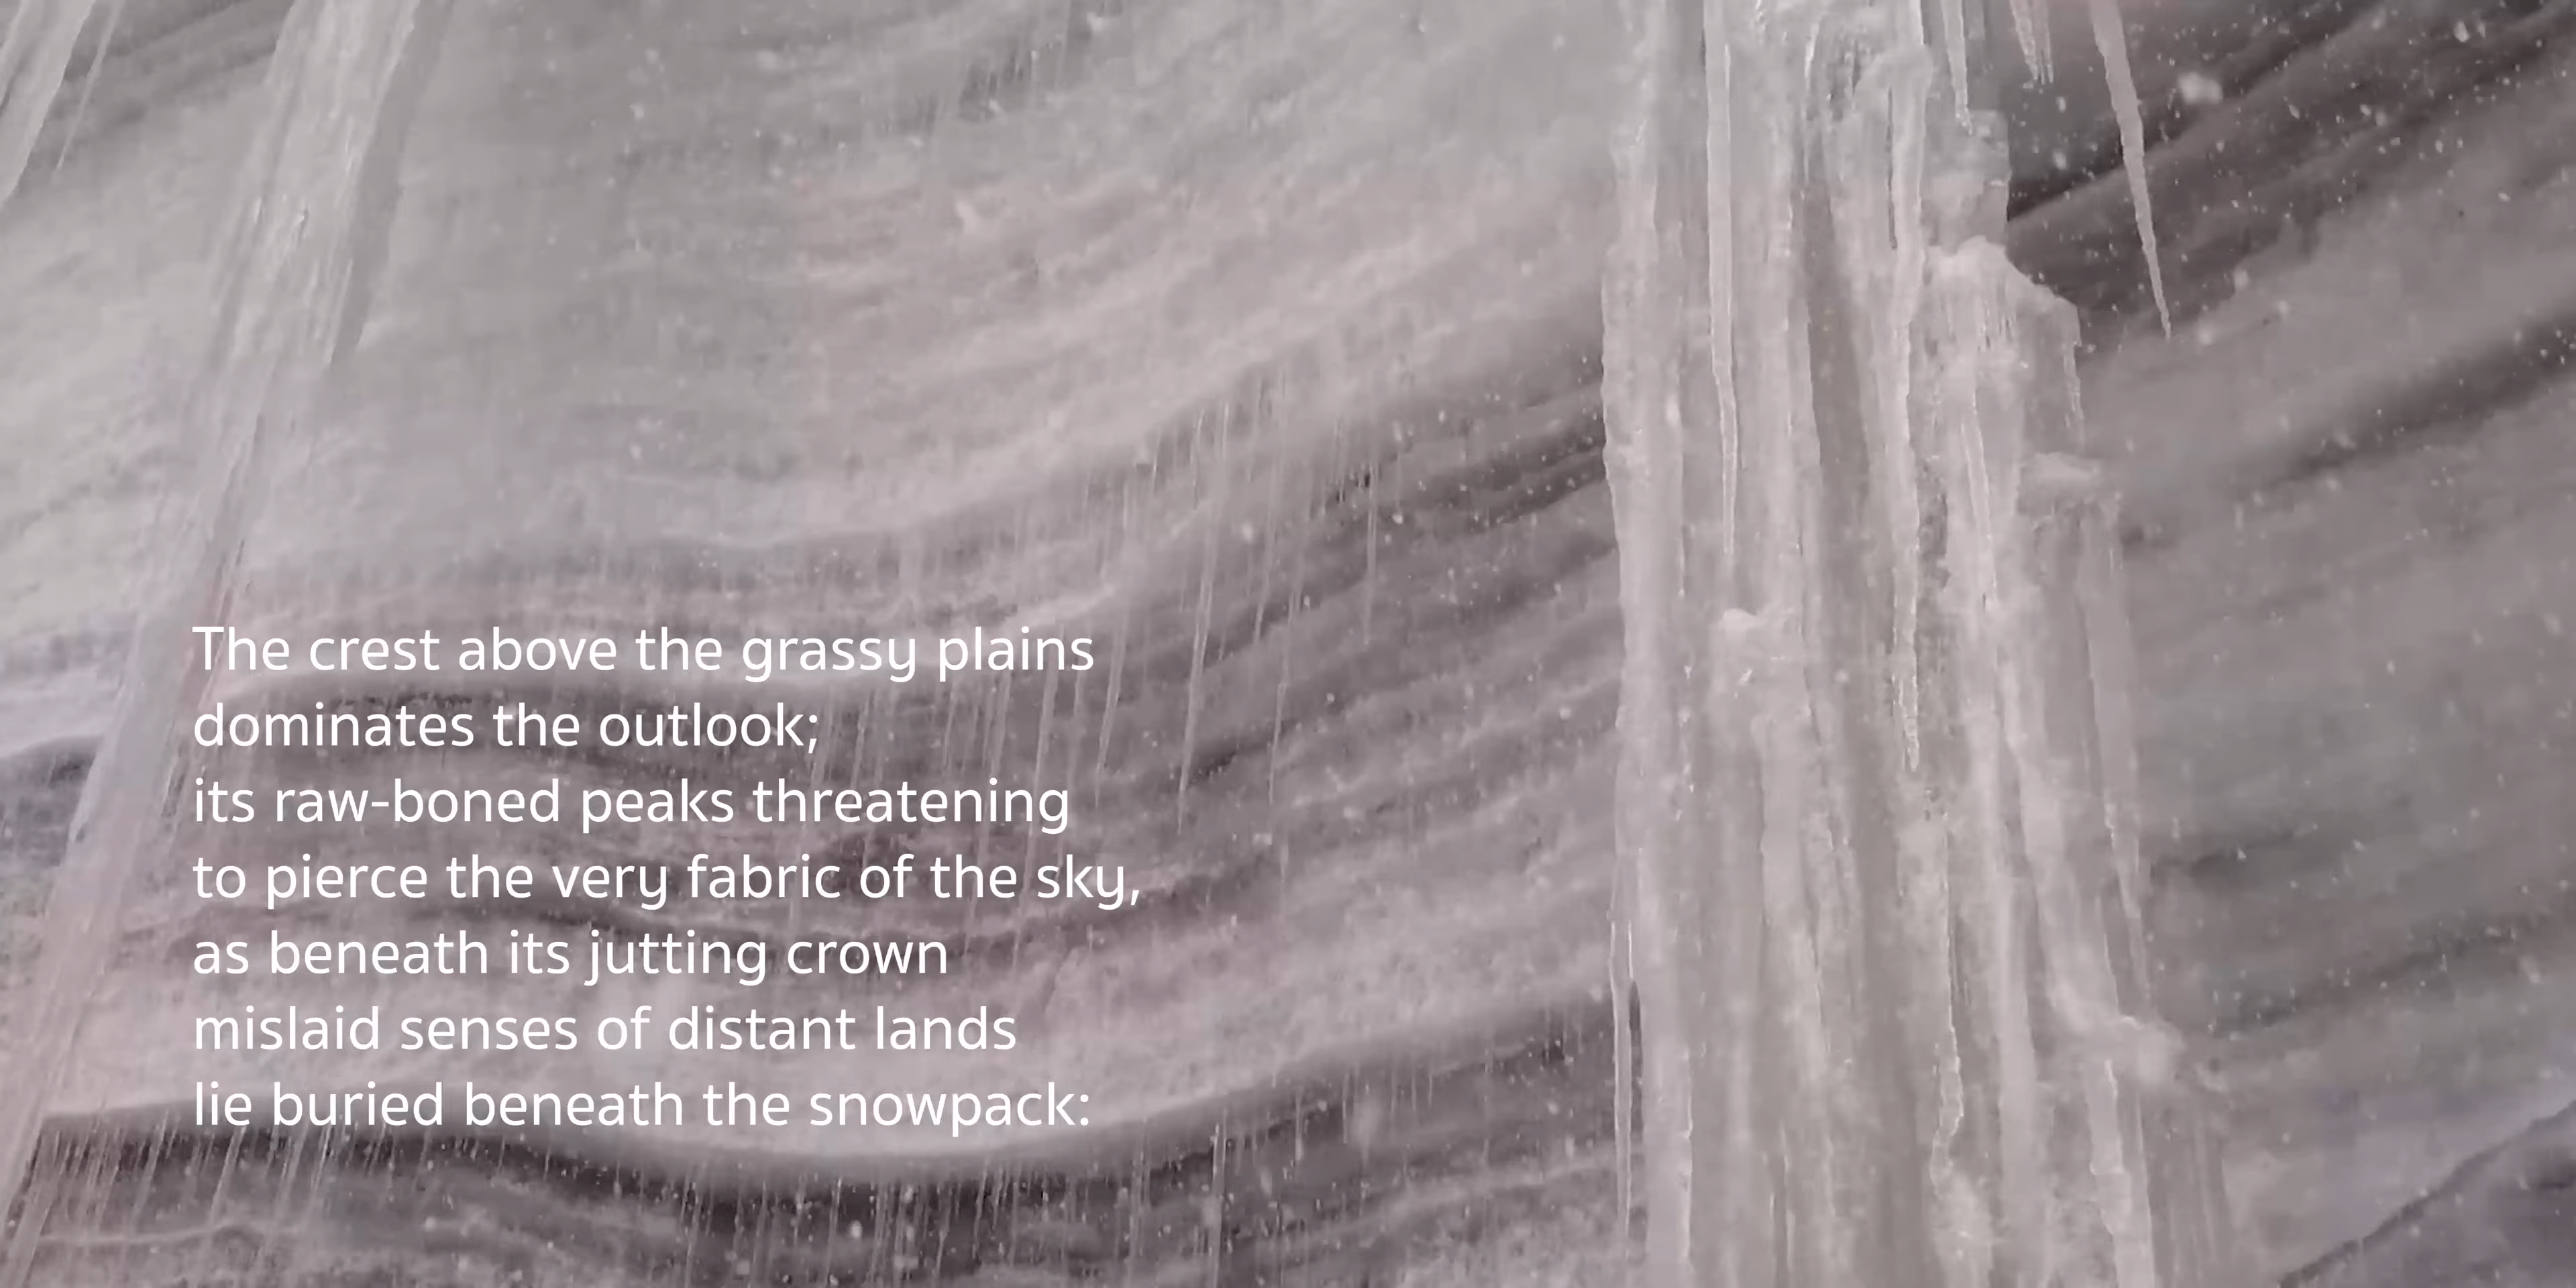 The crest above the grassy plains
dominates the outlook;
its raw-boned peaks threatening
to pierce the very fabric of the sky,
as beneath its jutting crown
mislaid senses of distant lands
lie buried beneath the snowpack: